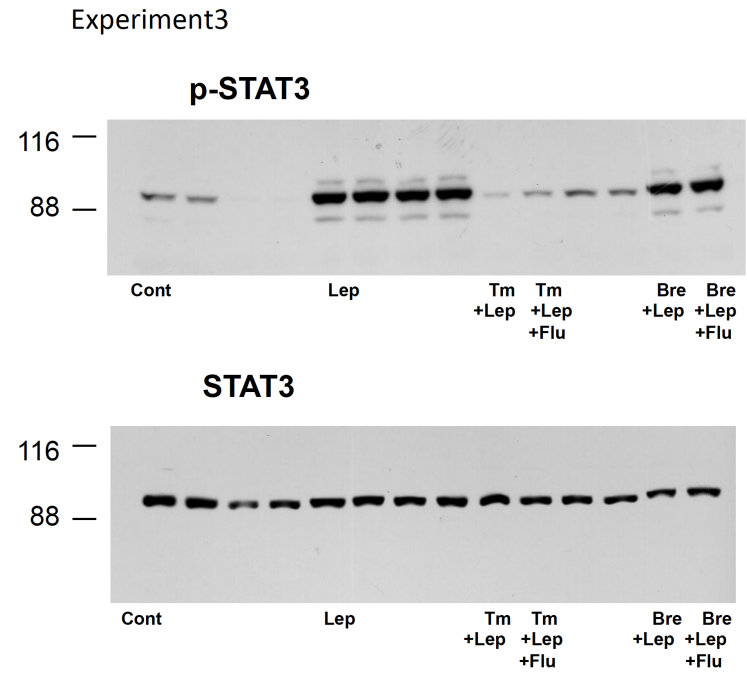 Experiment3
p-STAT3
116
88
Cont Lep Tm Tm Bre Bre
+Lep +Lep +Lep +Lep
+Flu +Flu
STAT3
116
88
Cont Lep Tm Tm Bre Bre
+Lep +Lep +Lep +Lep
+Flu +Flu